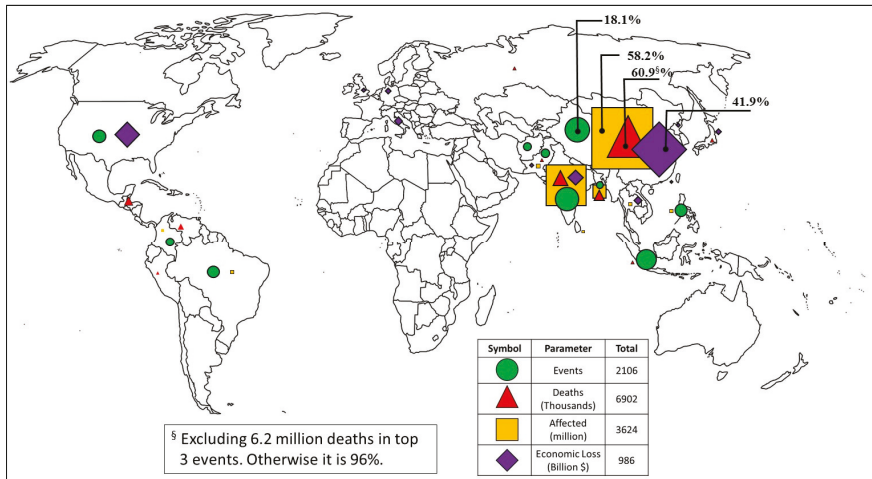 18.1%
58.2%
60.9§%
41.9%
Symbol Parameter Total
Events 2106
Deaths
(Thousands) 6902
Affected
(million) 3624
Economic Loss
(Billion $) 986
§ Excluding 6.2 million deaths in top
3 events. Otherwise it is 96%.